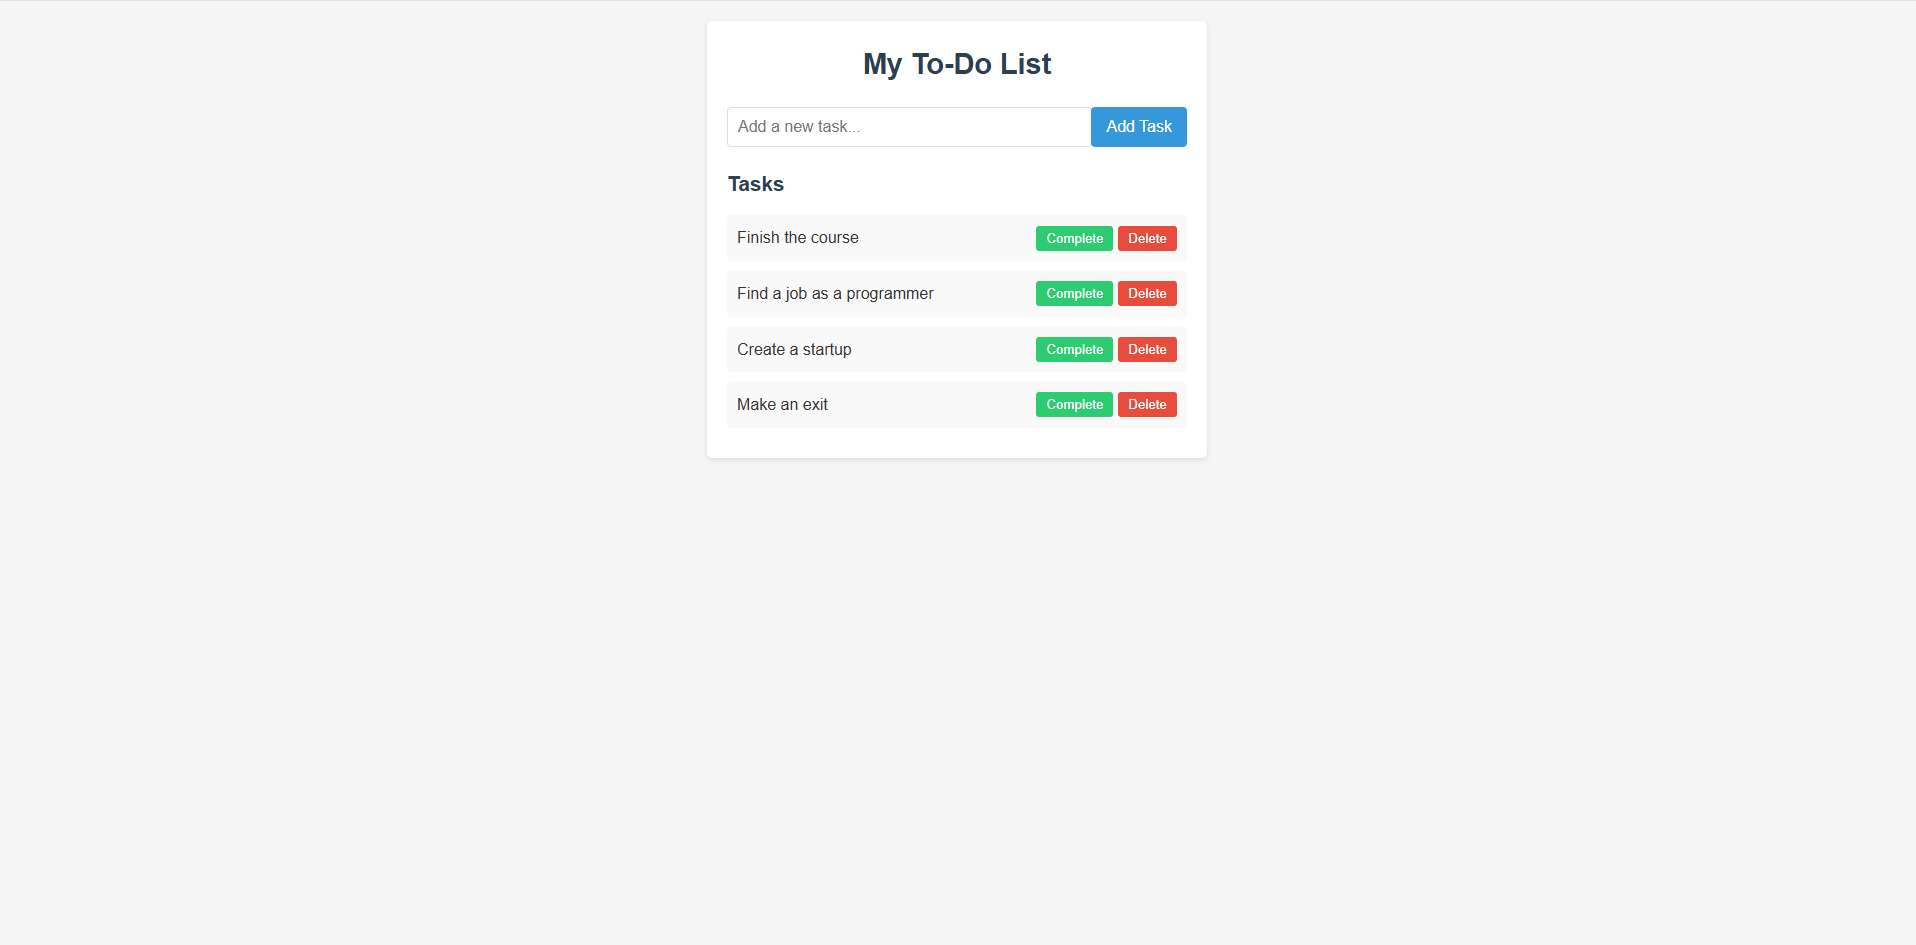 My To-Do List
Add a new task... Add Task
Tasks
Finish the course Complete Delete
Find a job as a programmer Complete Delete
Create a startup Complete Delete
Make an exit Complete Delete